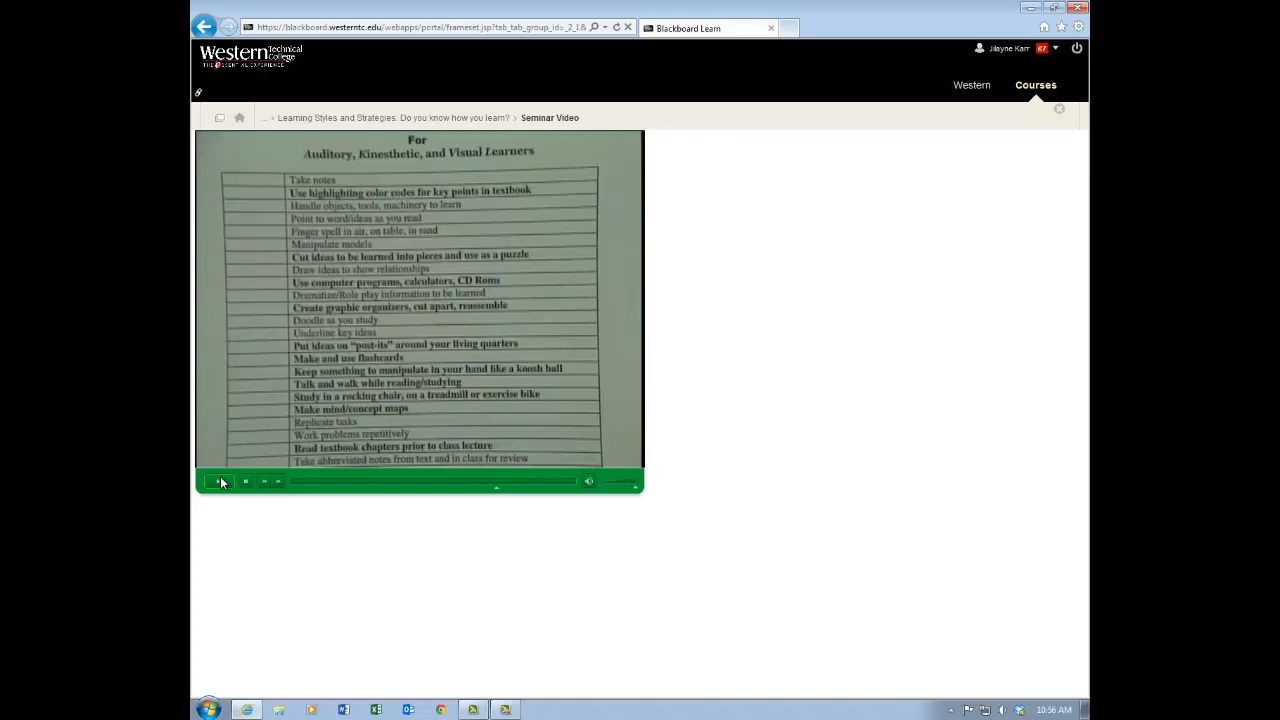 https://blackboard.westerntc.edu/webapps/portal/frameset.jsp?tab_tab_group_id=_2_1&
Blackboard Learn
Western Technical College
THE ESSENTIAL EXPERIENCE
Jilayne Karr 67
Western Courses
... › Learning Styles and Strategies: Do you know how you learn? › Seminar Video
For
Auditory, Kinesthetic, and Visual Learners
Take notes
Use highlighting color codes for key points in textbook
Handle objects, tools, machinery to learn
Point to word/ideas as you read
Finger spell in air, on table, in sand
Manipulate models
Cut ideas to be learned into pieces and use as a puzzle
Draw ideas to show relationships
Use computer programs, calculators, CD Roms
Dramatize/Role play information to be learned
Create graphic organizers, cut apart, reassemble
Doodle as you study
Underline key ideas
Put ideas on “post-its” around your living quarters
Make and use flashcards
Keep something to manipulate in your hand like a koosh ball
Talk and walk while reading/studying
Study in a rocking chair, on a treadmill or exercise bike
Make mind/concept maps
Replicate tasks
Work problems repetitively
Read textbook chapters prior to class lecture
Take abbreviated notes from text and in class for review
10:56 AM